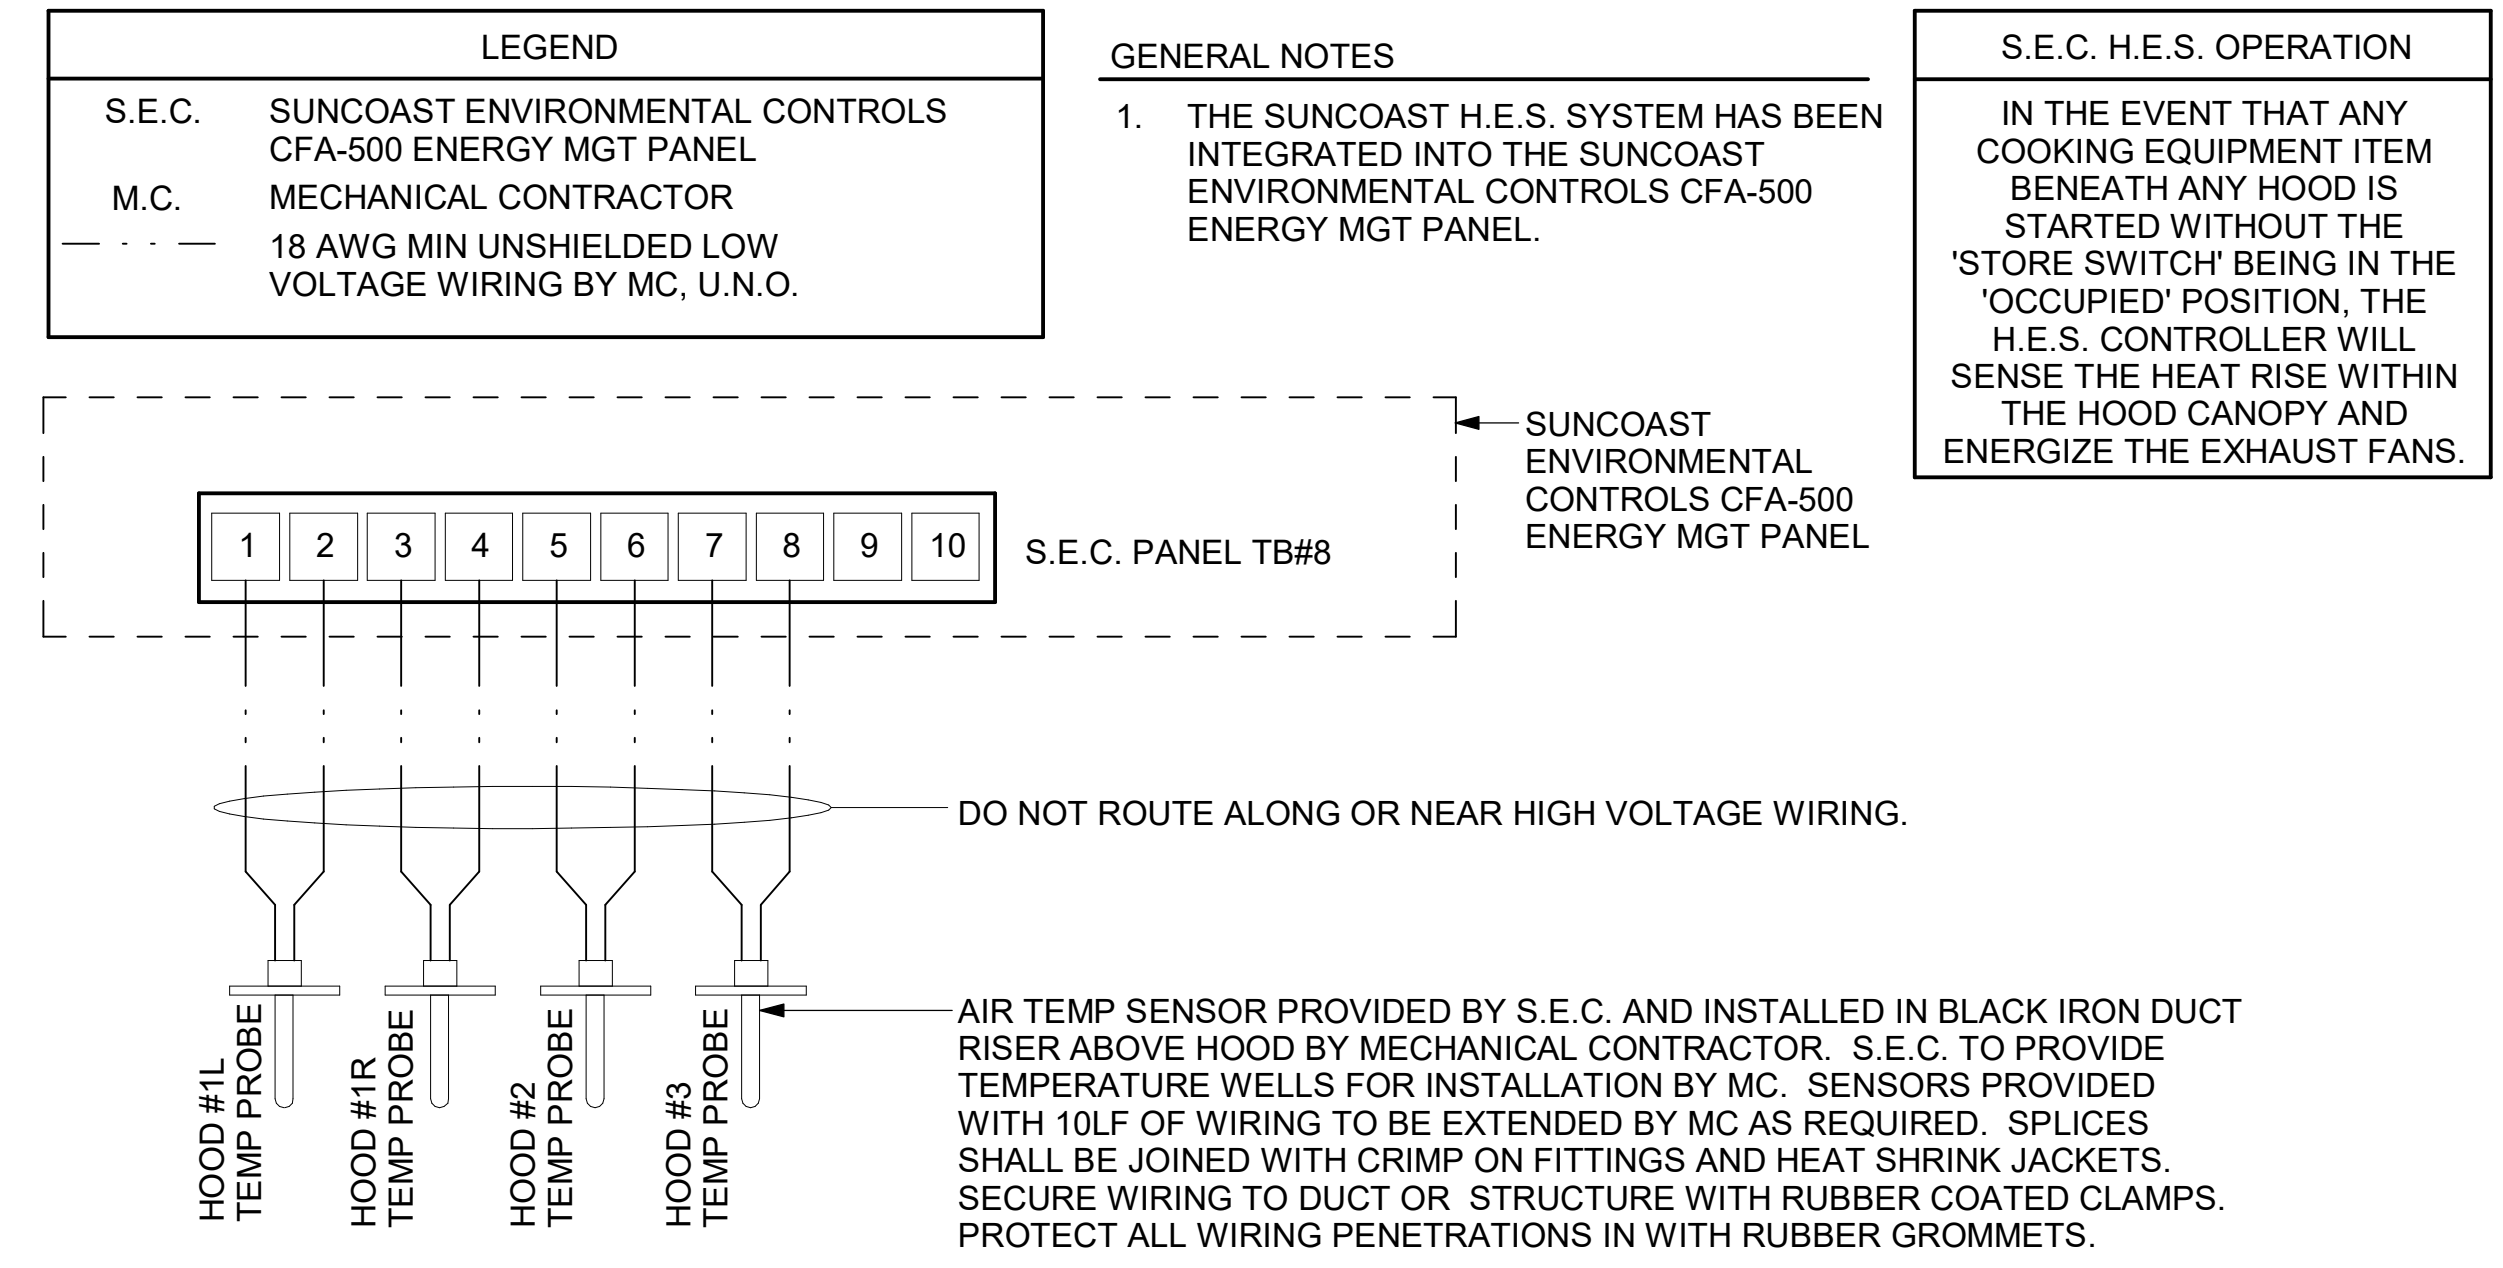 LEGEND
S.E.C. SUNCOAST ENVIRONMENTAL CONTROLS
CFA-500 ENERGY MGT PANEL
M.C. MECHANICAL CONTRACTOR
18 AWG MIN UNSHIELDED LOW
VOLTAGE WIRING BY MC, U.N.O.
GENERAL NOTES
1. THE SUNCOAST H.E.S. SYSTEM HAS BEEN
INTEGRATED INTO THE SUNCOAST
ENVIRONMENTAL CONTROLS CFA-500
ENERGY MGT PANEL.
S.E.C. H.E.S. OPERATION
IN THE EVENT THAT ANY
COOKING EQUIPMENT ITEM
BENEATH ANY HOOD IS
STARTED WITHOUT THE
'STORE SWITCH' BEING IN THE
'OCCUPIED' POSITION, THE
H.E.S. CONTROLLER WILL
SENSE THE HEAT RISE WITHIN
THE HOOD CANOPY AND
ENERGIZE THE EXHAUST FANS.
SUNCOAST
ENVIRONMENTAL
CONTROLS CFA-500
ENERGY MGT PANEL
1 2 3 4 5 6 7 8 9 10
S.E.C. PANEL TB#8
DO NOT ROUTE ALONG OR NEAR HIGH VOLTAGE WIRING.
HOOD #1L
TEMP PROBE
HOOD #1R
TEMP PROBE
HOOD #2
TEMP PROBE
HOOD #3
TEMP PROBE
AIR TEMP SENSOR PROVIDED BY S.E.C. AND INSTALLED IN BLACK IRON DUCT
RISER ABOVE HOOD BY MECHANICAL CONTRACTOR. S.E.C. TO PROVIDE
TEMPERATURE WELLS FOR INSTALLATION BY MC. SENSORS PROVIDED
WITH 10LF OF WIRING TO BE EXTENDED BY MC AS REQUIRED. SPLICES
SHALL BE JOINED WITH CRIMP ON FITTINGS AND HEAT SHRINK JACKETS.
SECURE WIRING TO DUCT OR STRUCTURE WITH RUBBER COATED CLAMPS.
PROTECT ALL WIRING PENETRATIONS IN WITH RUBBER GROMMETS.